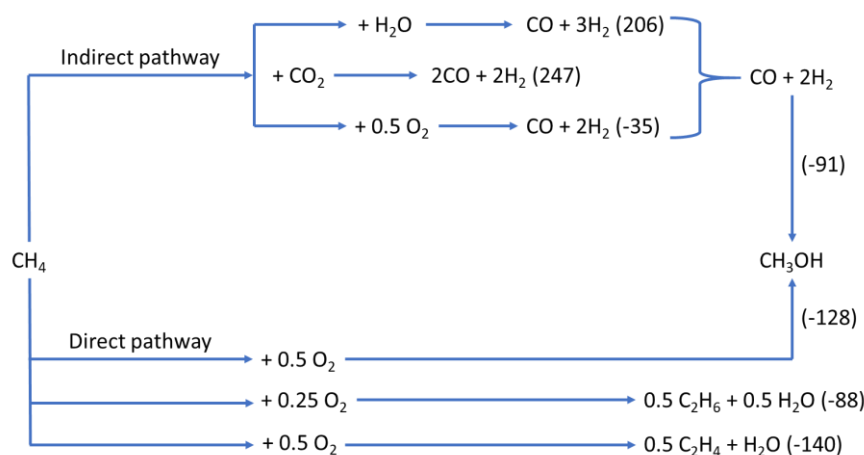 + H₂O CO + 3H₂ (206)
Indirect pathway
+ CO₂ 2CO + 2H₂ (247) CO + 2H₂
+ 0.5 O₂ CO + 2H₂ (-35)
(-91)
CH₄ CH₃OH
(-128)
Direct pathway
+ 0.5 O₂
+ 0.25 O₂ 0.5 C₂H₆ + 0.5 H₂O (-88)
+ 0.5 O₂ 0.5 C₂H₄ + H₂O (-140)